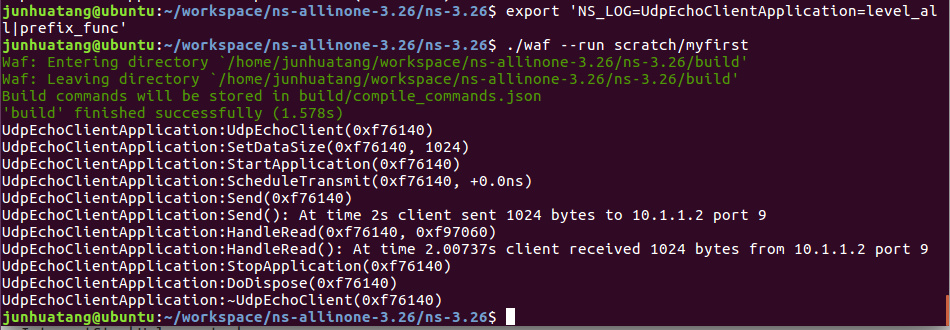 junhuatang@ubuntu:~/workspace/ns-allinone-3.26/ns-3.26$ export 'NS_LOG=UdpEchoClientApplication=level_al
l|prefix_func'
junhuatang@ubuntu:~/workspace/ns-allinone-3.26/ns-3.26$ ./waf --run scratch/myfirst
Waf: Entering directory `/home/junhuatang/workspace/ns-allinone-3.26/ns-3.26/build'
Waf: Leaving directory `/home/junhuatang/workspace/ns-allinone-3.26/ns-3.26/build'
Build commands will be stored in build/compile_commands.json
'build' finished successfully (1.578s)
UdpEchoClientApplication:UdpEchoClient(0xf76140)
UdpEchoClientApplication:SetDataSize(0xf76140, 1024)
UdpEchoClientApplication:StartApplication(0xf76140)
UdpEchoClientApplication:ScheduleTransmit(0xf76140, +0.0ns)
UdpEchoClientApplication:Send(0xf76140)
UdpEchoClientApplication:Send(): At time 2s client sent 1024 bytes to 10.1.1.2 port 9
UdpEchoClientApplication:HandleRead(0xf76140, 0xf97060)
UdpEchoClientApplication:HandleRead(): At time 2.00737s client received 1024 bytes from 10.1.1.2 port 9
UdpEchoClientApplication:StopApplication(0xf76140)
UdpEchoClientApplication:DoDispose(0xf76140)
UdpEchoClientApplication:~UdpEchoClient(0xf76140)
junhuatang@ubuntu:~/workspace/ns-allinone-3.26/ns-3.26$